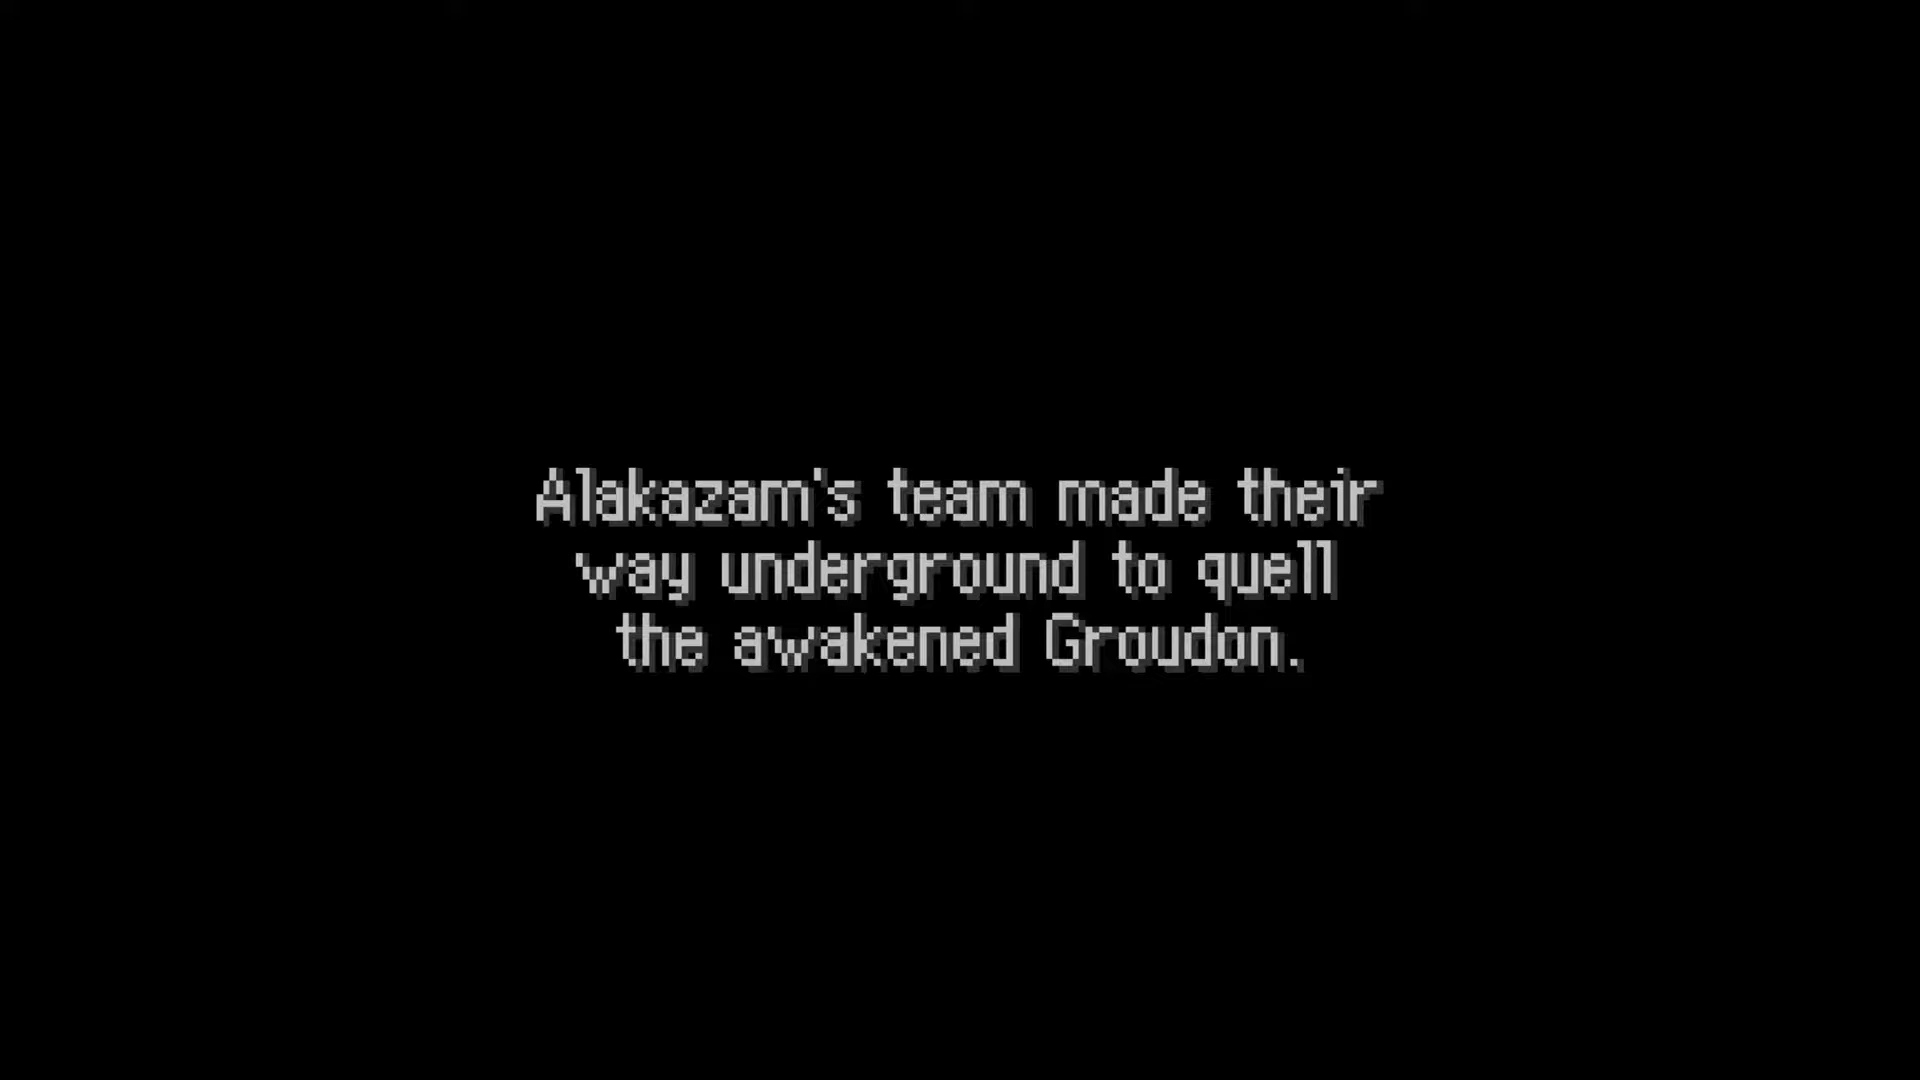 Alakazam's team made their
way underground to quell
the awakened Groudon.